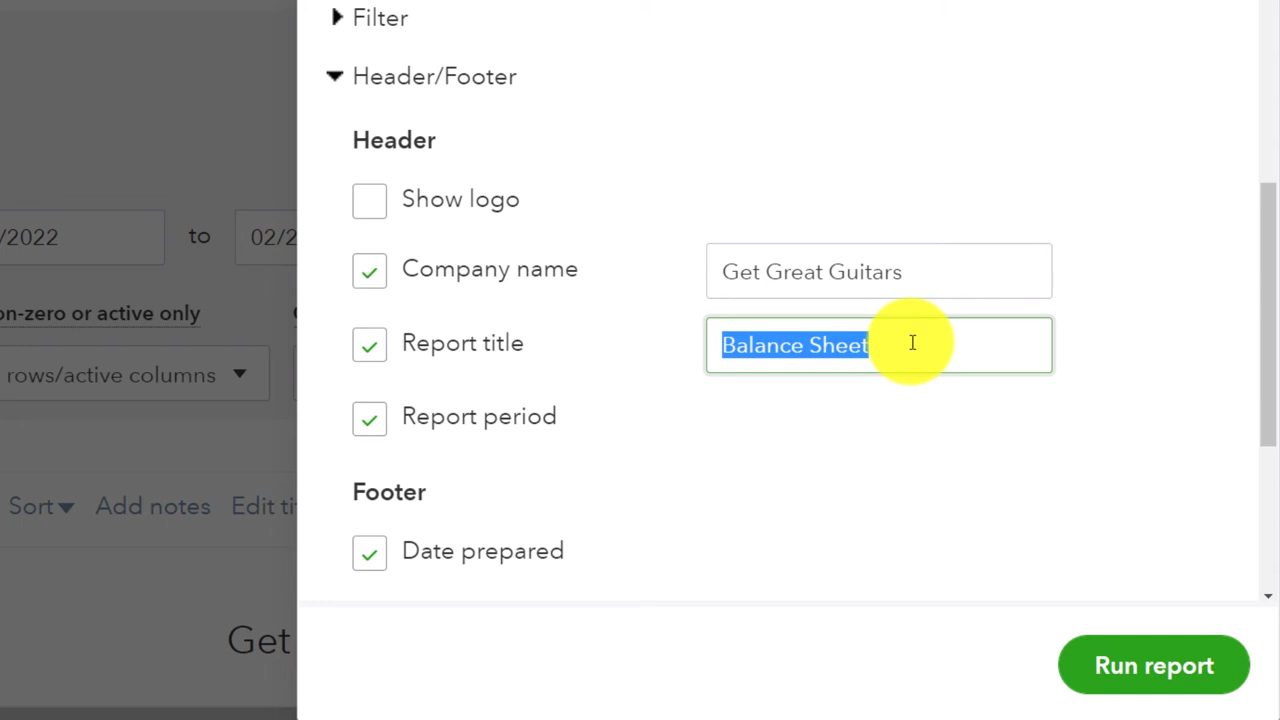 Filter
Header/Footer
Header
Show logo
/2022 to 02/2
Company name Get Great Guitars
on-zero or active only
Report title Balance Sheet
rows/active columns
Report period
Footer
Sort Add notes Edit ti
Date prepared
Get
Run report